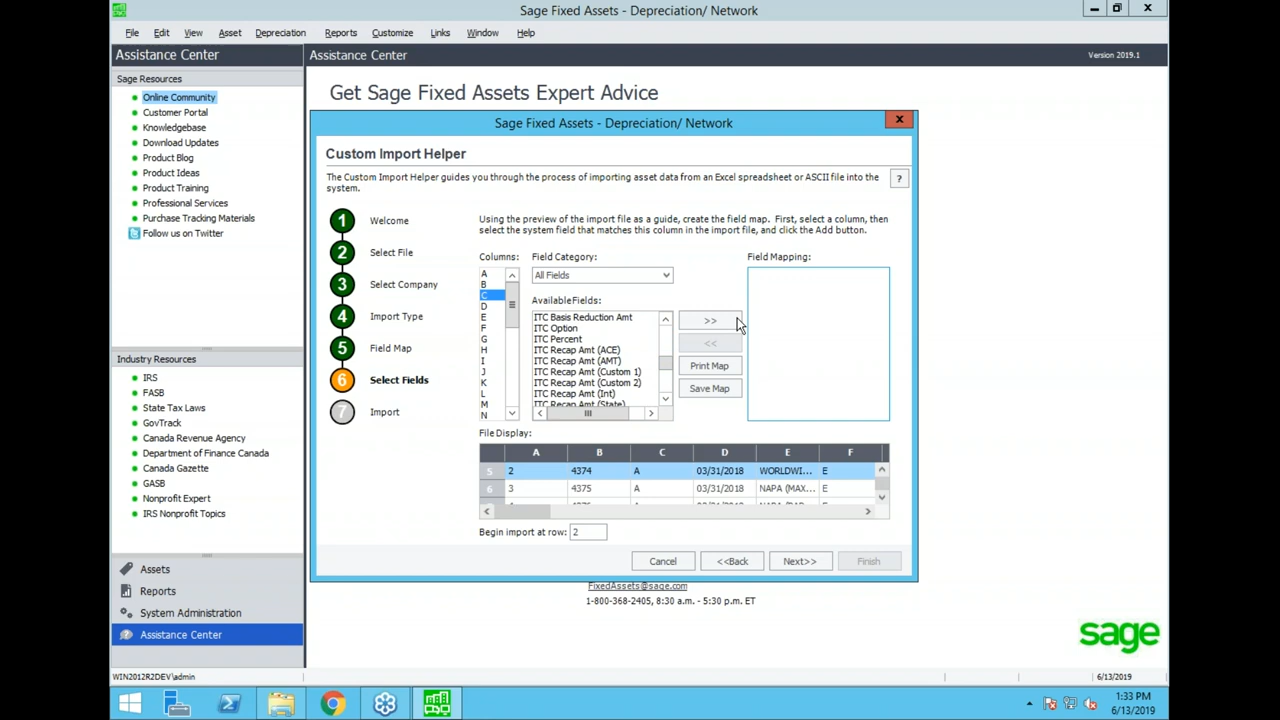 Sage Fixed Assets - Depreciation/ Network
File Edit View Asset Depreciation Reports Customize Links Window Help
Assistance Center
Assistance Center
Version 2019.1
Sage Resources
Online Community
Customer Portal
Knowledgebase
Download Updates
Product Blog
Product Ideas
Product Training
Professional Services
Purchase Tracking Materials
Follow us on Twitter
Industry Resources
IRS
FASB
State Tax Laws
GovTrack
Canada Revenue Agency
Department of Finance Canada
Canada Gazette
GASB
Nonprofit Expert
IRS Nonprofit Topics
Assets
Reports
System Administration
Assistance Center
Get Sage Fixed Assets Expert Advice
Sage Fixed Assets - Depreciation/ Network
Custom Import Helper
The Custom Import Helper guides you through the process of importing asset data from an Excel spreadsheet or ASCII file into the
system.
?
1 Welcome
2 Select File
3 Select Company
4 Import Type
5 Field Map
6 Select Fields
7 Import
Using the preview of the import file as a guide, create the field map. First, select a column, then
select the system field that matches this column in the import file, and click the Add button.
Columns:
A
B
C
D
E
F
G
H
I
J
K
L
M
N
Field Category:
All Fields
AvailableFields:
ITC Basis Reduction Amt
ITC Option
ITC Percent
ITC Recap Amt (ACE)
ITC Recap Amt (AMT)
ITC Recap Amt (Custom 1)
ITC Recap Amt (Custom 2)
ITC Recap Amt (Int)
ITC Recap Amt (State)
>>
<<
Print Map
Save Map
Field Mapping:
File Display:
A B C D E F
5 2 4374 A 03/31/2018 WORLDWI... E
6 3 4375 A 03/31/2018 NAPA (MAX... E
Begin import at row: 2
Cancel <<Back Next>> Finish
FixedAssets@sage.com
1-800-368-2405, 8:30 a.m. - 5:30 p.m. ET
sage
WIN2012R2DEV\admin
6/13/2019
1:33 PM
6/13/2019